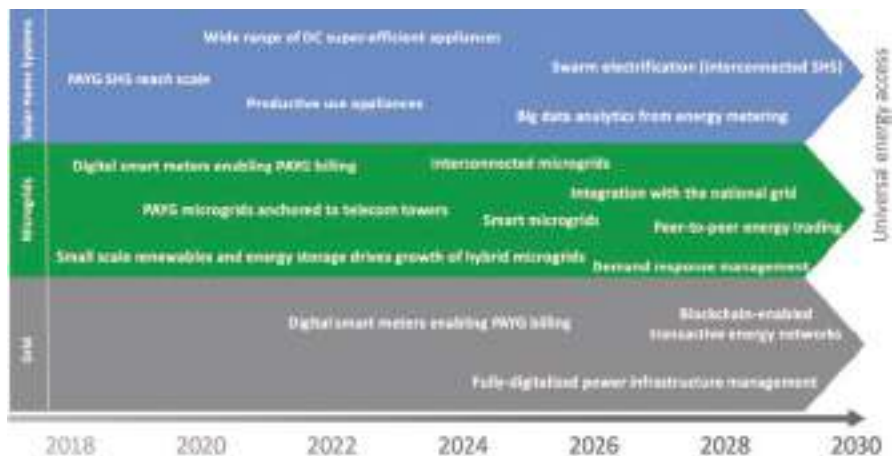 Solar Home Systems
Wide range of DC super-efficient appliances
Swarm electrification (interconnected SHS)
PAYG SHS reach scale
Productive use appliances
Big data analytics from energy metering
Microgrids
Digital smart meters enabling PAYG billing
Interconnected microgrids
Integration with the national grid
PAYG microgrids anchored to telecom towers
Smart microgrids
Peer-to-peer energy trading
Small scale renewables and energy storage drives growth of hybrid microgrids
Demand response management
Grid
Digital smart meters enabling PAYG billing
Blockchain-enabled
transactive energy networks
Fully-digitalised power infrastructure management
Universal energy access
2018 2020 2022 2024 2026 2028 2030